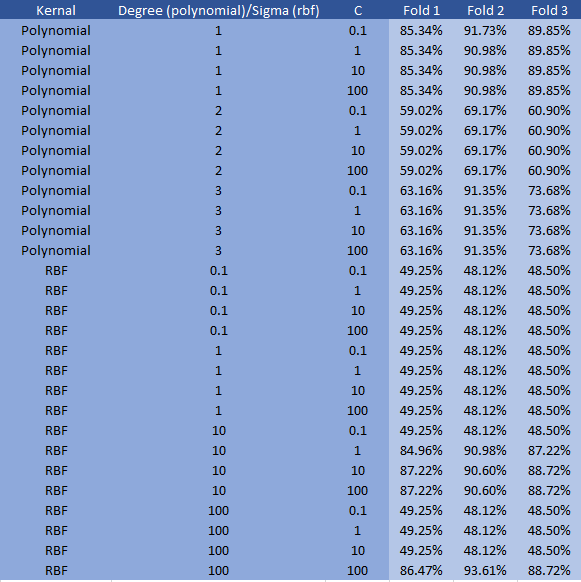 Kernal Degree (polynomial)/Sigma (rbf) C Fold 1 Fold 2 Fold 3
Polynomial 1 0.1 85.34% 91.73% 89.85%
Polynomial 1 1 85.34% 90.98% 89.85%
Polynomial 1 10 85.34% 90.98% 89.85%
Polynomial 1 100 85.34% 90.98% 89.85%
Polynomial 2 0.1 59.02% 69.17% 60.90%
Polynomial 2 1 59.02% 69.17% 60.90%
Polynomial 2 10 59.02% 69.17% 60.90%
Polynomial 2 100 59.02% 69.17% 60.90%
Polynomial 3 0.1 63.16% 91.35% 73.68%
Polynomial 3 1 63.16% 91.35% 73.68%
Polynomial 3 10 63.16% 91.35% 73.68%
Polynomial 3 100 63.16% 91.35% 73.68%
RBF 0.1 0.1 49.25% 48.12% 48.50%
RBF 0.1 1 49.25% 48.12% 48.50%
RBF 0.1 10 49.25% 48.12% 48.50%
RBF 0.1 100 49.25% 48.12% 48.50%
RBF 1 0.1 49.25% 48.12% 48.50%
RBF 1 1 49.25% 48.12% 48.50%
RBF 1 10 49.25% 48.12% 48.50%
RBF 1 100 49.25% 48.12% 48.50%
RBF 10 0.1 49.25% 48.12% 48.50%
RBF 10 1 84.96% 90.98% 87.22%
RBF 10 10 87.22% 90.60% 88.72%
RBF 10 100 87.22% 90.60% 88.72%
RBF 100 0.1 49.25% 48.12% 48.50%
RBF 100 1 49.25% 48.12% 48.50%
RBF 100 10 49.25% 48.12% 48.50%
RBF 100 100 86.47% 93.61% 88.72%